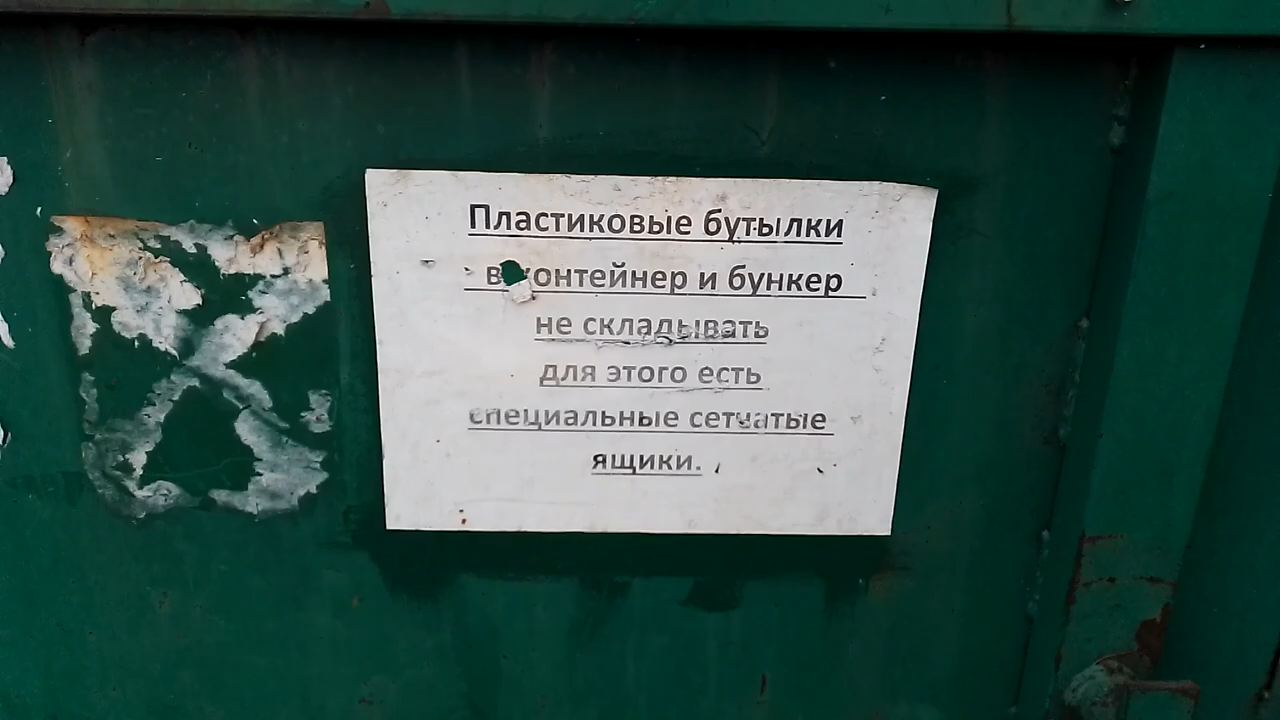 Пластиковые бутылки
в контейнер и бункер
не складывать
для этого есть
специальные сетчатые
ящики.